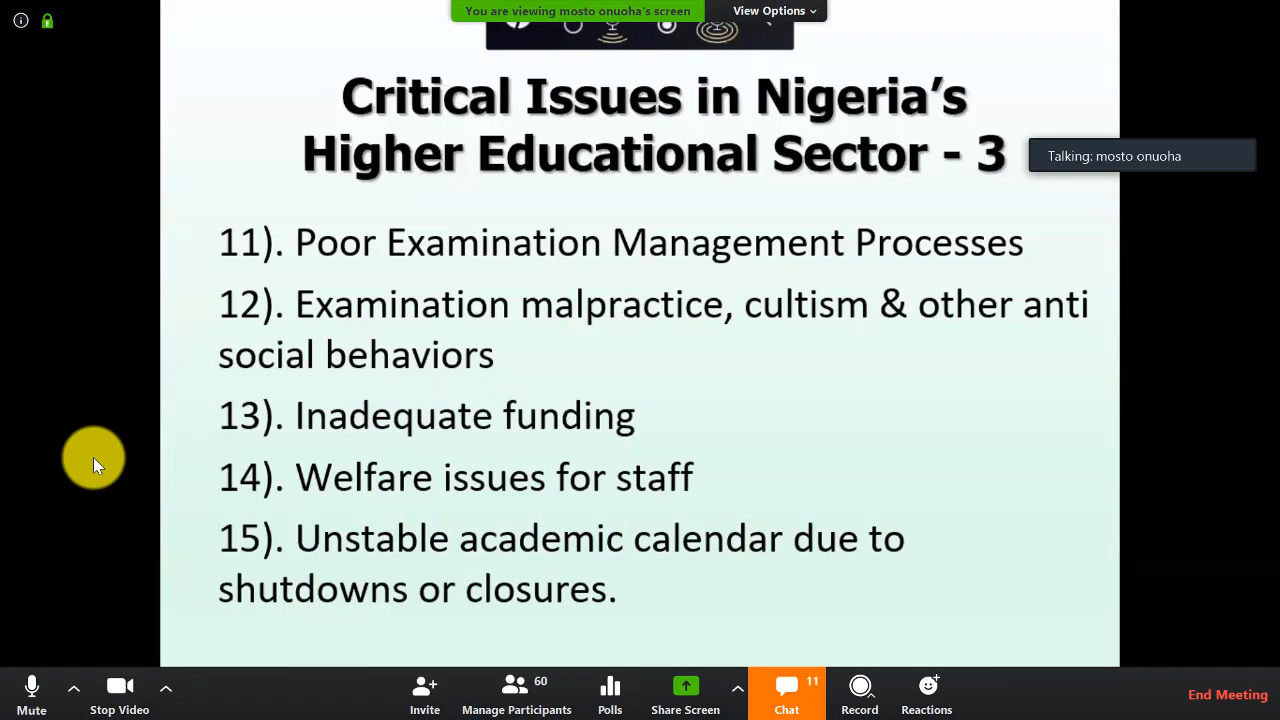 You are viewing mosto onuoha's screen
View Options
Critical Issues in Nigeria’s
Higher Educational Sector - 3
Talking: mosto onuoha
11). Poor Examination Management Processes
12). Examination malpractice, cultism & other anti
social behaviors
13). Inadequate funding
14). Welfare issues for staff
15). Unstable academic calendar due to
shutdowns or closures.
60
11
Mute
Stop Video
Invite
Manage Participants
Polls
Share Screen
Chat
Record
Reactions
End Meeting